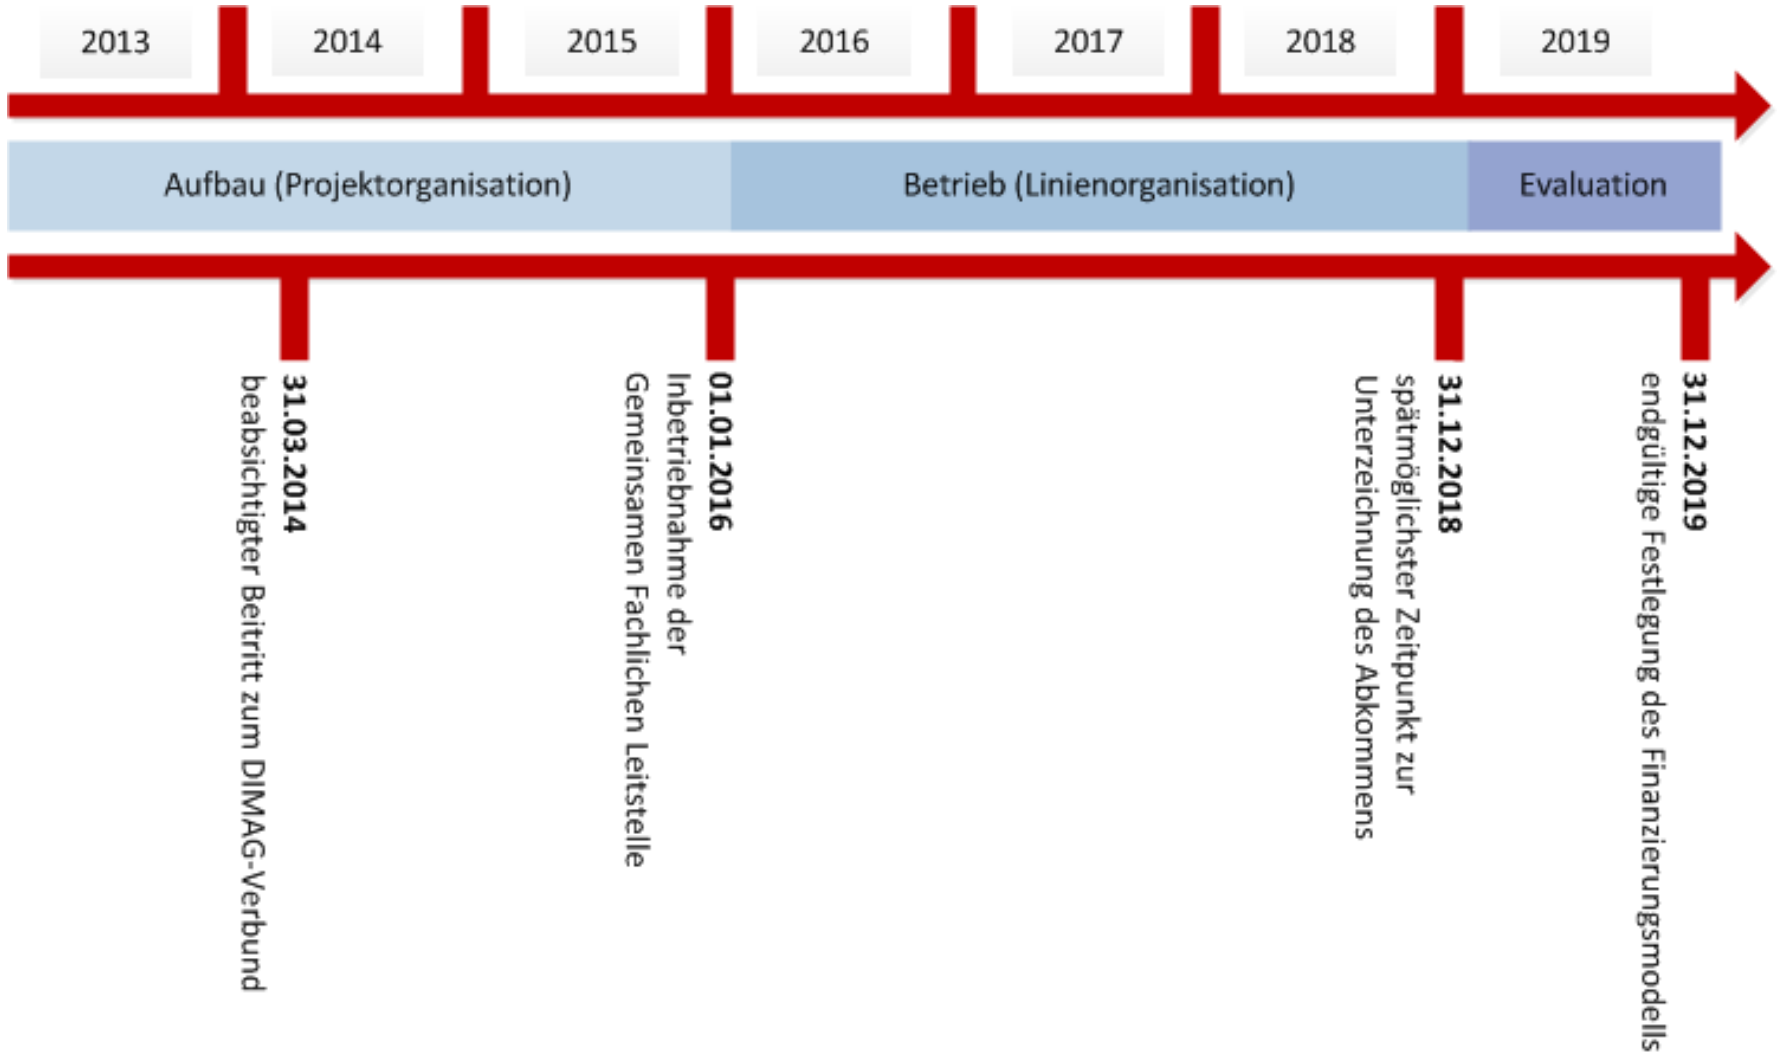 2013
2014
2015
2016
2017
2018
2019
Aufbau (Projektorganisation)
Betrieb (Linienorganisation)
Evaluation
31.03.2014
beabsichtigter Beitritt zum DIMAG-Verbund
01.01.2016
Inbetriebnahme der
Gemeinsamen Fachlichen Leitstelle
31.12.2018
spätmöglichster Zeitpunkt zur
Unterzeichnung des Abkommens
31.12.2019
endgültige Festlegung des Finanzierungsmodells